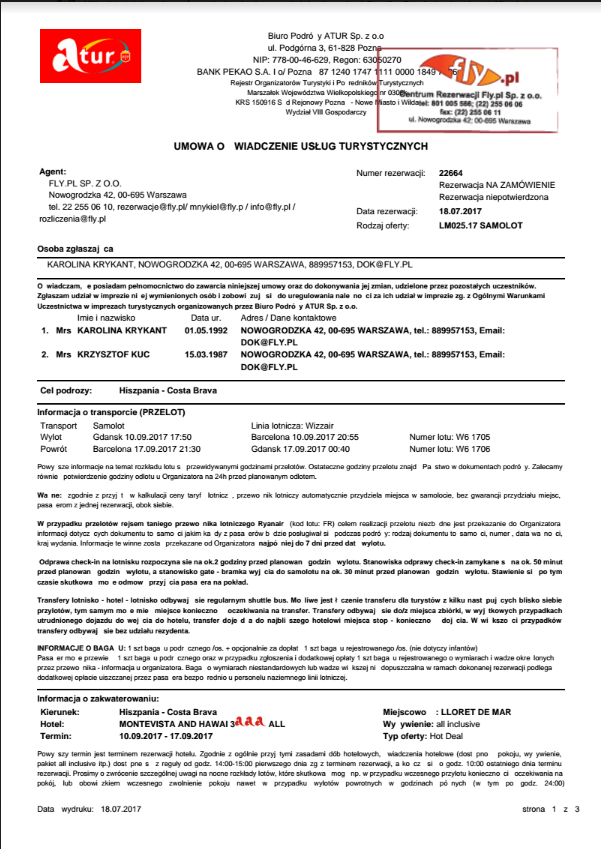 Atur
Biuro Podró y ATUR Sp. z o.o
ul. Podgórna 3, 61-828 Pozna
NIP: 778-00-46-629, Regon: 63050270
BANK PEKAO S.A. I o/ Pozna 87 1240 1747 1111 0000 1849
Rejestr Organizatorów Turystyki i Po redników Turystycznych
Marszałek Województwa Wielkopolskiego nr
KRS 150916 S d Rejonowy Pozna - Nowe Miasto i Wilda
Wydział VIII Gospodarczy
fly.pl
Centrum Rezerwacji Fly.pl Sp. z o.o.
tel: 801 005 566; (22) 255 06 06
fax: (22) 255 06 11
ul. Nowogrodzka 42; 00-695 Warszawa
UMOWA O WIADCZENIE USŁUG TURYSTYCZNYCH
Agent:
FLY.PL SP. Z O.O.
Nowogrodzka 42, 00-695 Warszawa
tel. 22 255 06 10, rezerwacje@fly.pl/ mnykiel@fly.p / info@fly.pl /
rozliczenia@fly.pl
Numer rezerwacji: 22664
Rezerwacja NA ZAMÓWIENIE
Rezerwacja niepotwierdzona
Data rezerwacji: 18.07.2017
Rodzaj oferty: LM025.17 SAMOLOT
Osoba zgłaszaj ca
KAROLINA KRYKANT, NOWOGRODZKA 42, 00-695 WARSZAWA, 889957153, DOK@FLY.PL
O wiadczam, e posiadam pełnomocnictwo do zawarcia niniejszej umowy oraz do dokonywania jej zmian, udzielone przez pozostałych uczestników.
Zgłaszam udział w imprezie ni ej wymienionych osób i zobowi zuj si do uregulowania nale no ci za ich udział w imprezie zg. z Ogólnymi Warunkami
Uczestnictwa w imprezach turystycznych organizowanych przez Biuro Podró y ATUR Sp. z o.o.
Imie i nazwisko Data ur. Adres / Dane kontaktowe
1. Mrs KAROLINA KRYKANT 01.05.1992 NOWOGRODZKA 42, 00-695 WARSZAWA, tel.: 889957153, Email:
DOK@FLY.PL
2. Mrs KRZYSZTOF KUC 15.03.1987 NOWOGRODZKA 42, 00-695 WARSZAWA, tel.: 889957153, Email:
DOK@FLY.PL
Cel podrozy: Hiszpania - Costa Brava
Informacja o transporcie (PRZELOT)
Transport Samolot Linia lotnicza: Wizzair
Wylot Gdansk 10.09.2017 17:50 Barcelona 10.09.2017 20:55 Numer lotu: W6 1705
Powrót Barcelona 17.09.2017 21:30 Gdansk 17.09.2017 00:40 Numer lotu: W6 1706
Powy sze informacje na temat rozkładu lotu s przewidywanymi godzinami przelotów. Ostateczne godziny przelotu znajd Pa stwo w dokumentach podró y. Zalecamy
równie potwierdzenie godziny odlotu u Organizatora na 24h przed planowanym odlotem.
Wa ne: zgodnie z przyj t w kalkulacji ceny taryf lotnicz , przewo nik lotniczy automatycznie przydziela miejsca w samolocie, bez gwarancji przydziału miejsc,
pasa erom z jednej rezerwacji, obok siebie.
W przypadku przelotów rejsem taniego przewo nika lotniczego Ryanair (kod lotu: FR) celem realizacji przelotu niezb dne jest przekazanie do Organizatora
informacji dotycz cych dokumentu to samo ci jakim ka dy z pasa erów b dzie posługiwał si podczas podró y: rodzaj dokumentu to samo ci, numer , data wa no ci,
kraj wydania. Informacje te winne zosta przekazane od Organizatora najpó niej do 7 dni przed dat wylotu.
Odprawa check-in na lotnisku rozpoczyna sie na ok.2 godziny przed planowan godzin wylotu. Stanowiska odprawy check-in zamykane s na ok. 50 minut
przed planowan godzin wylotu, a stanowisko gate - bramka wyj cia do samolotu na ok. 30 minut przed planowan godzin wylotu. Stawienie si po tym
czasie skutkowa mo e odmow przyj cia pasa era na pokład.
Transfery lotnisko - hotel - lotnisko odbywaj sie regularnym shuttle bus. Mo liwe jest ł czenie transferu dla turystów z kilku nast puj cych blisko siebie
przylotów, tym samym mo e mie miejsce konieczno oczekiwania na transfer. Transfery odbywaj sie do/z miejsca zbiórki, w wyj tkowych przypadkach
utrudnionego dojazdu do wej cia do hotelu, transfer doje d a do najbli szego hotelowi miejsca stop - konieczno doj cia. W wi kszo ci przypadków
transfery odbywaj sie bez udziału rezydenta.
INFORMACJE O BAGA U: 1 szt baga u podr cznego /os. + opcjonalnie za dopłat 1 szt baga u rejestrowanego /os. (nie dotyczy infantów)
Pasa er mo e przewie 1 szt baga u podr cznego oraz w przypadku zgłoszenia i dodatkowej opłaty 1 szt baga u rejestrowanego o wymiarach i wadze okre lonych
przez przewo nika - informacja u organizatora. Baga o wymiarach niestandardowych lub wadze wi kszej ni dopuszczalna w ramach dokonanej rezerwacji podlega
dodatkowej opłacie uiszczanej przez pasa era bezpo rednio u personelu naziemnego linii lotniczej.
Informacja o zakwaterowaniu:
Kierunek: Hiszpania - Costa Brava Miejscowo : LLORET DE MAR
Hotel: MONTEVISTA AND HAWAI 3aaa ALL Wy ywienie: all inclusive
Termin: 10.09.2017 - 17.09.2017 Typ oferty: Hot Deal
Powy szy termin jest terminem rezerwacji hotelu. Zgodnie z ogólnie przyj tymi zasadami dób hotelowych, wiadczenia hotelowe (dost pno pokoju, wy ywienie,
pakiet all inclusive itp.) dost pne s z reguły od godz. 14:00-15:00 pierwszego dnia zg z terminem rezerwacji, a ko cz si o godz. 10:00 ostatniego dnia terminu
rezerwacji. Prosimy o zwrócenie szczególnej uwagi na nocne rozkłady lotów, które skutkowa mog np. w przypadku wczesnego przylotu konieczno ci oczekiwania na
pokój, lub obowi zkiem wczesnego zwolnienie pokoju nawet w przypadku wylotów powrotnych w godzinach pó nych (w tym po godz. 24:00)
Data wydruku: 18.07.2017 strona 1 z 3